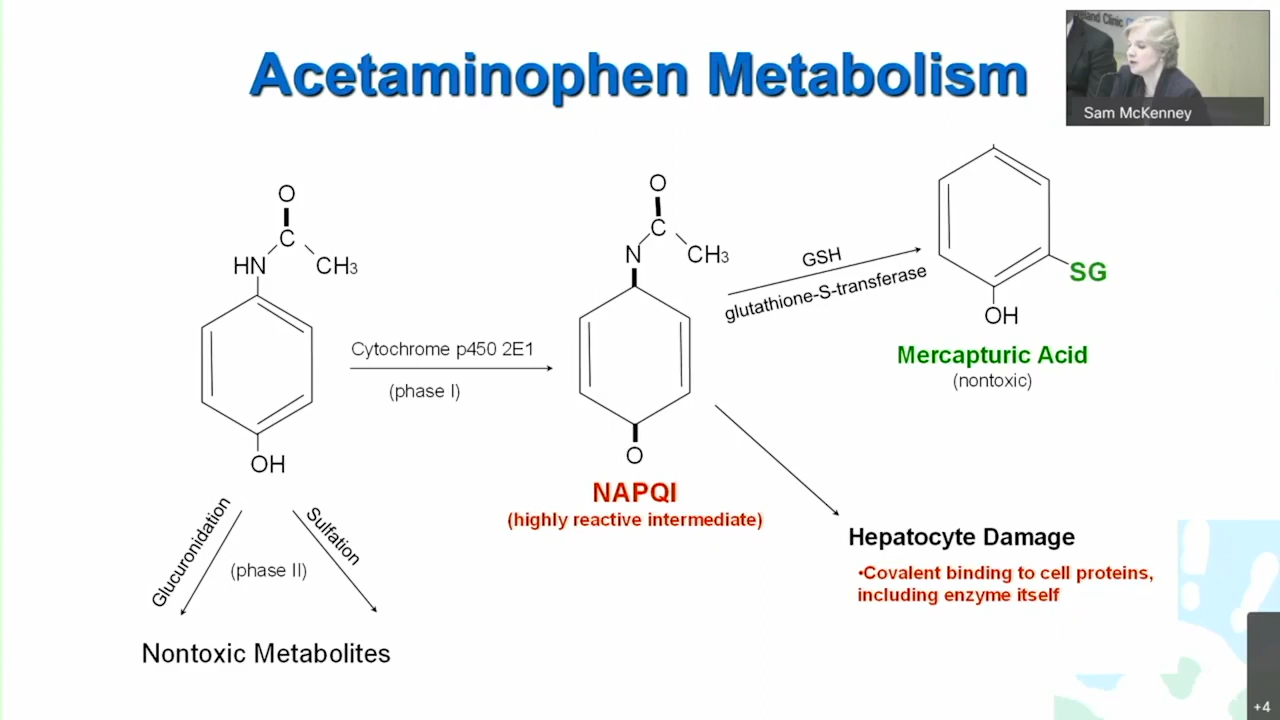 Acetaminophen Metabolism
land Clinic
Sam McKenney
O
C
HN
CH3
OH
Cytochrome p450 2E1
(phase I)
O
C
N
CH3
O
NAPQI
(highly reactive intermediate)
GSH
glutathione-S-transferase
SG
OH
Mercapturic Acid
(nontoxic)
Glucuronidation
Sulfation
(phase II)
Nontoxic Metabolites
Hepatocyte Damage
•Covalent binding to cell proteins,
including enzyme itself
+4